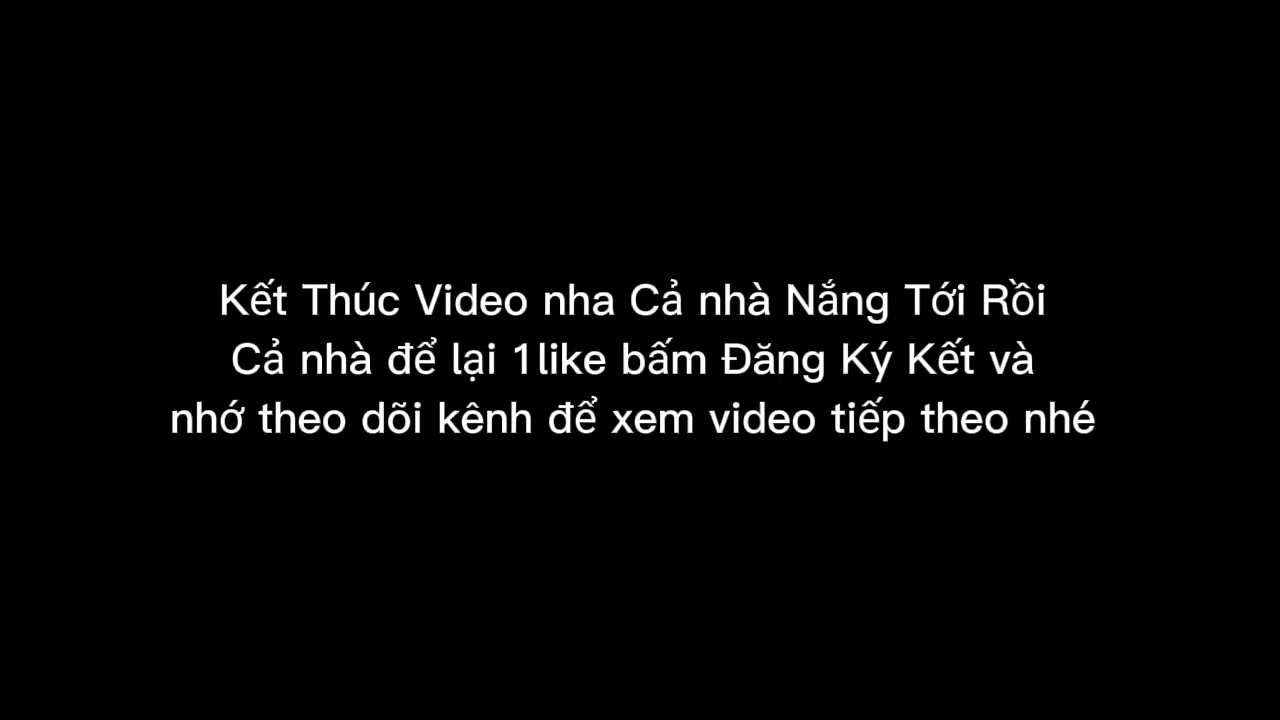 Kết Thúc Video nha Cả nhà Nắng Tới Rồi
Cả nhà để lại 1like bấm Đăng Ký Kết và
nhớ theo dõi kênh để xem video tiếp theo nhé